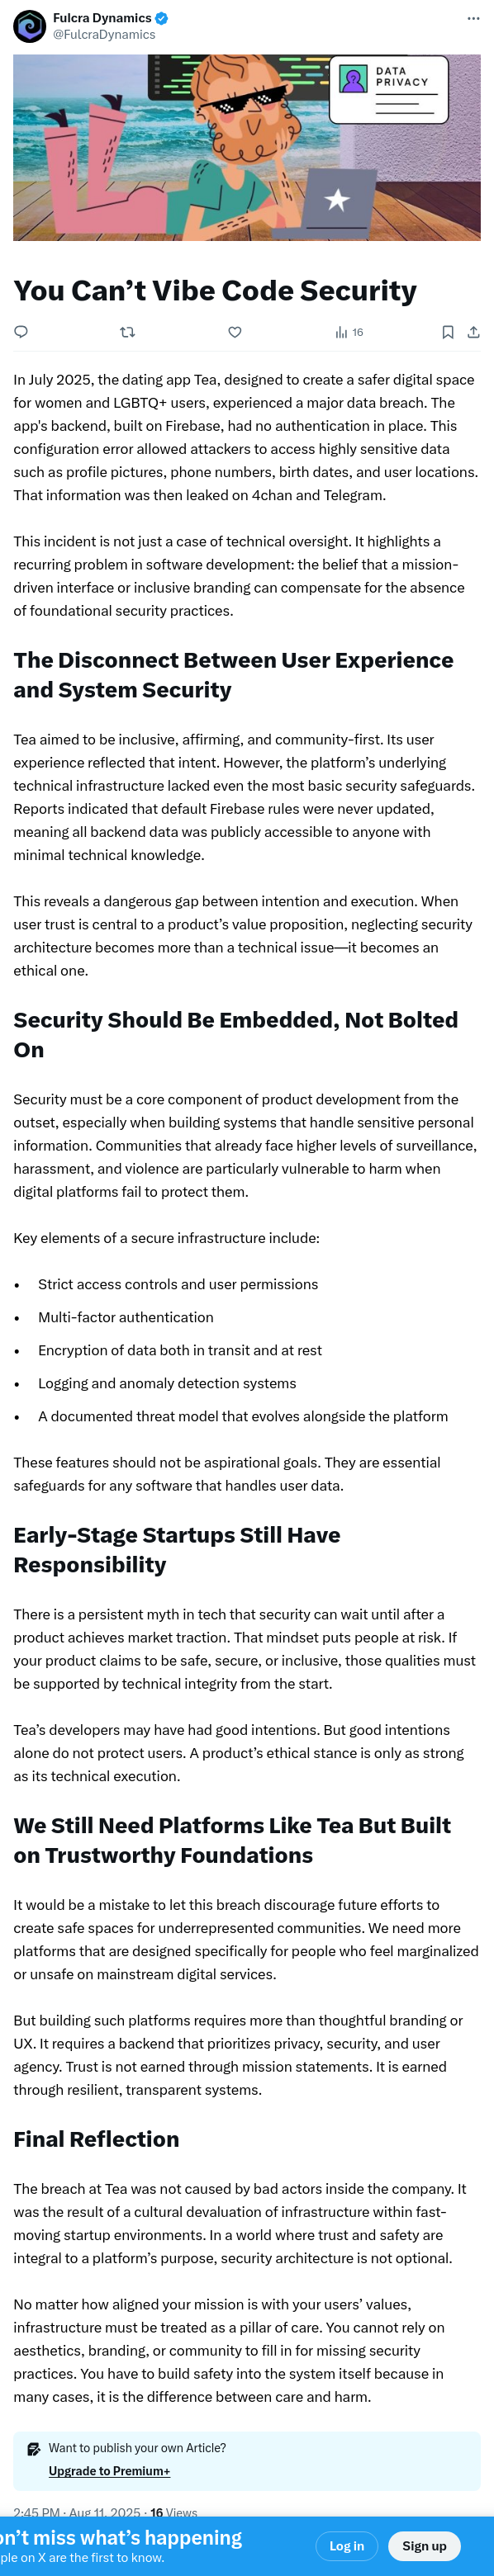 Fulcra Dynamics
@FulcraDynamics
DATA
PRIVACY
You Can’t Vibe Code Security
16
In July 2025, the dating app Tea, designed to create a safer digital space
for women and LGBTQ+ users, experienced a major data breach. The
app's backend, built on Firebase, had no authentication in place. This
configuration error allowed attackers to access highly sensitive data
such as profile pictures, phone numbers, birth dates, and user locations.
That information was then leaked on 4chan and Telegram.
This incident is not just a case of technical oversight. It highlights a
recurring problem in software development: the belief that a mission-
driven interface or inclusive branding can compensate for the absence
of foundational security practices.
The Disconnect Between User Experience
and System Security
Tea aimed to be inclusive, affirming, and community-first. Its user
experience reflected that intent. However, the platform’s underlying
technical infrastructure lacked even the most basic security safeguards.
Reports indicated that default Firebase rules were never updated,
meaning all backend data was publicly accessible to anyone with
minimal technical knowledge.
This reveals a dangerous gap between intention and execution. When
user trust is central to a product’s value proposition, neglecting security
architecture becomes more than a technical issue—it becomes an
ethical one.
Security Should Be Embedded, Not Bolted
On
Security must be a core component of product development from the
outset, especially when building systems that handle sensitive personal
information. Communities that already face higher levels of surveillance,
harassment, and violence are particularly vulnerable to harm when
digital platforms fail to protect them.
Key elements of a secure infrastructure include:
• Strict access controls and user permissions
• Multi-factor authentication
• Encryption of data both in transit and at rest
• Logging and anomaly detection systems
• A documented threat model that evolves alongside the platform
These features should not be aspirational goals. They are essential
safeguards for any software that handles user data.
Early-Stage Startups Still Have
Responsibility
There is a persistent myth in tech that security can wait until after a
product achieves market traction. That mindset puts people at risk. If
your product claims to be safe, secure, or inclusive, those qualities must
be supported by technical integrity from the start.
Tea’s developers may have had good intentions. But good intentions
alone do not protect users. A product’s ethical stance is only as strong
as its technical execution.
We Still Need Platforms Like Tea But Built
on Trustworthy Foundations
It would be a mistake to let this breach discourage future efforts to
create safe spaces for underrepresented communities. We need more
platforms that are designed specifically for people who feel marginalized
or unsafe on mainstream digital services.
But building such platforms requires more than thoughtful branding or
UX. It requires a backend that prioritizes privacy, security, and user
agency. Trust is not earned through mission statements. It is earned
through resilient, transparent systems.
Final Reflection
The breach at Tea was not caused by bad actors inside the company. It
was the result of a cultural devaluation of infrastructure within fast-
moving startup environments. In a world where trust and safety are
integral to a platform’s purpose, security architecture is not optional.
No matter how aligned your mission is with your users’ values,
infrastructure must be treated as a pillar of care. You cannot rely on
aesthetics, branding, or community to fill in for missing security
practices. You have to build safety into the system itself because in
many cases, it is the difference between care and harm.
Want to publish your own Article?
Upgrade to Premium+
2:45 PM · Aug 11, 2025 · 16 Views
on’t miss what’s happening
ple on X are the first to know.
Log in
Sign up